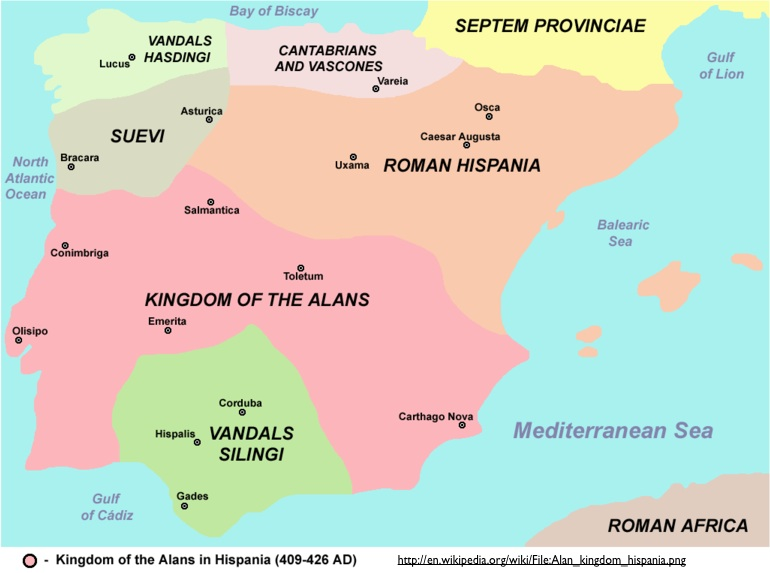 Bay of Biscay
SEPTEM PROVINCIAE
VANDALS
HASDINGI
Lucus
CANTABRIANS
AND VASCONES
Vareia
Gulf
of Lion
Asturica
SUEVI
Bracara
Osca
Caesar Augusta
Uxama
ROMAN HISPANIA
North
Atlantic
Ocean
Salmantica
Conimbriga
Balearic
Sea
Toletum
KINGDOM OF THE ALANS
Emerita
Olisipo
Corduba
Hispalis
VANDALS
SILINGI
Carthago Nova
Mediterranean Sea
Gades
Gulf
of Cádiz
ROMAN AFRICA
- Kingdom of the Alans in Hispania (409-426 AD)
http://en.wikipedia.org/wiki/File:Alan_kingdom_hispania.png